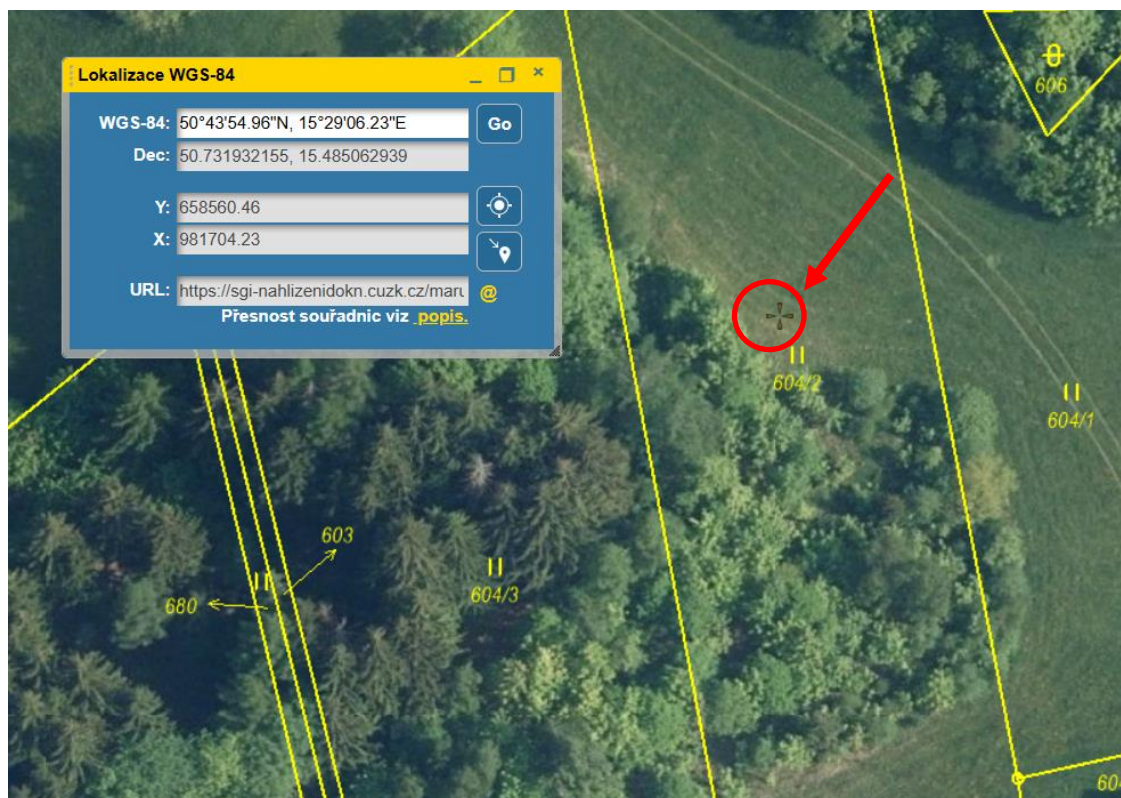 Lokalizace WGS-84
WGS-84: 50°43'54.96"N, 15°29'06.23"E Go
Dec: 50.731932155, 15.485062939
Y: 658560.46
X: 981704.23
URL: https://sgi-nahlizenidokn.cuzk.cz/maru @
Přesnost souřadnic viz popis.
606
604/2
604/1
603
604/3
680
60